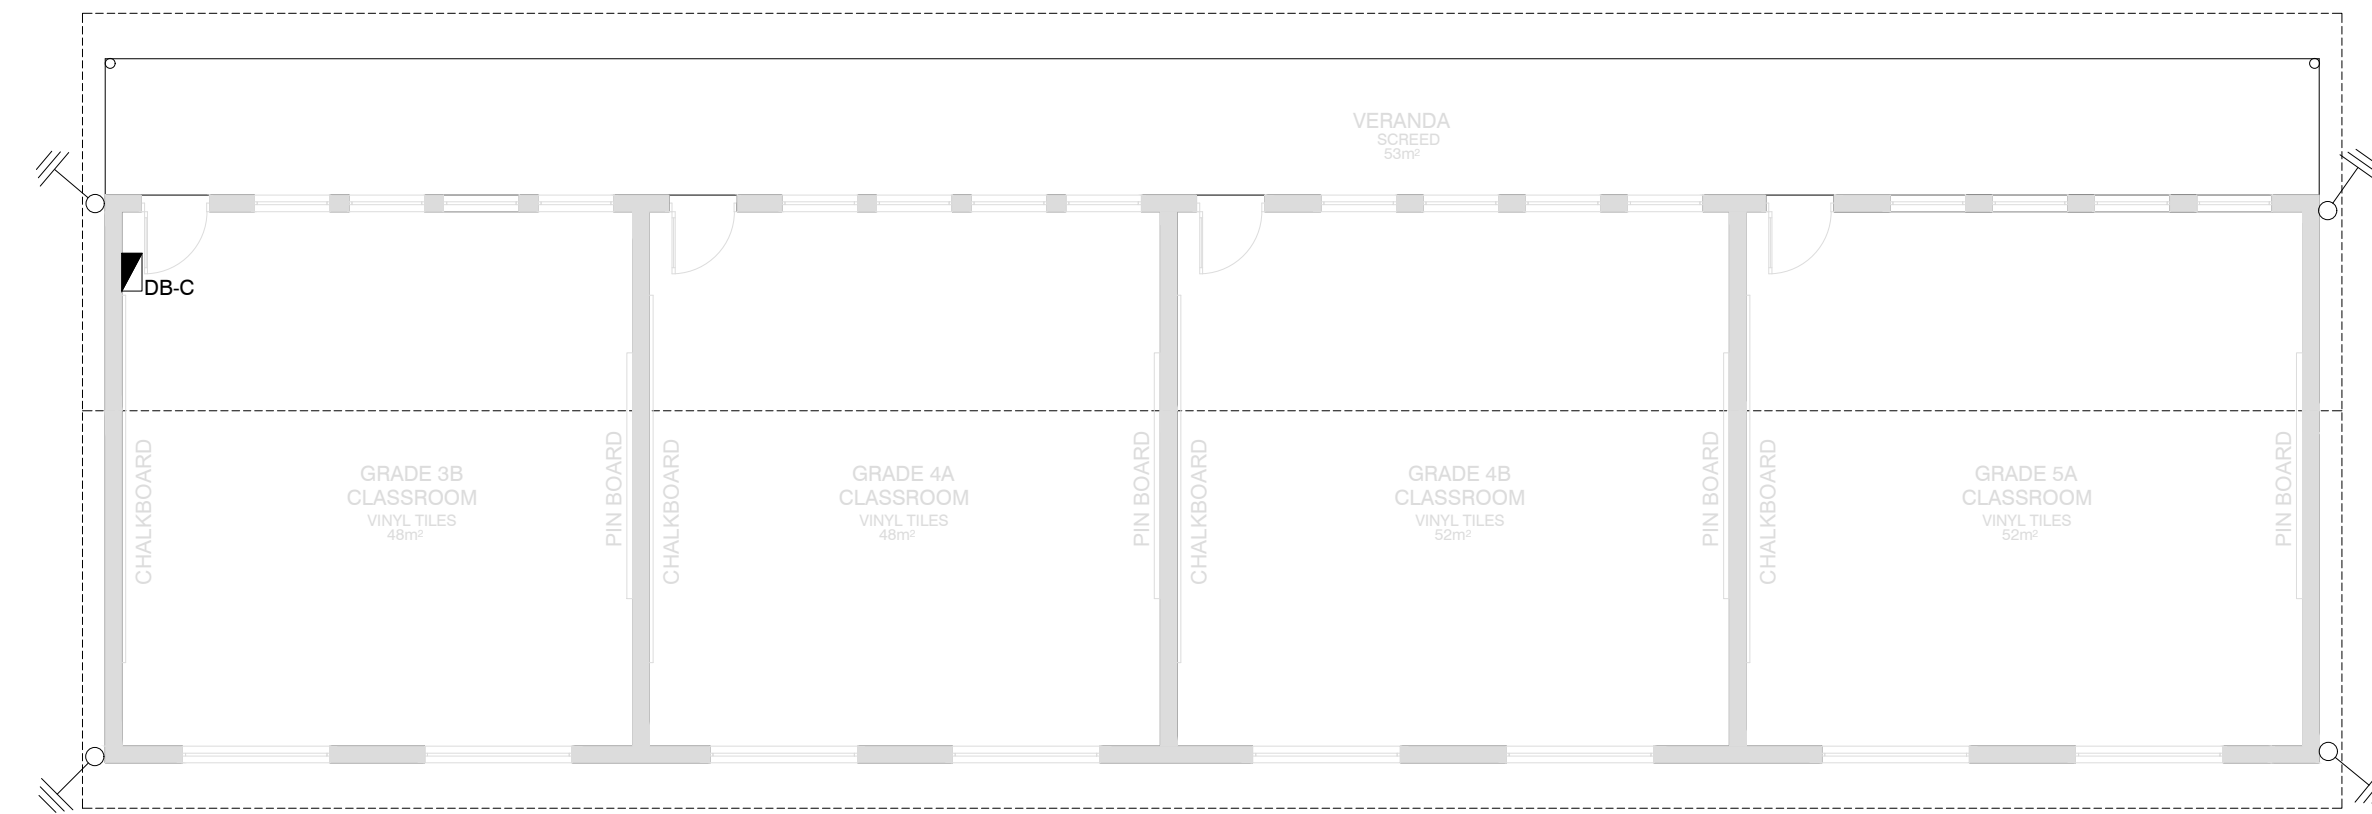 VERANDA
SCREED
53m²
DB-C
CHALKBOARD
GRADE 3B
CLASSROOM
VINYL TILES
48m²
PIN BOARD
CHALKBOARD
GRADE 4A
CLASSROOM
VINYL TILES
48m²
PIN BOARD
CHALKBOARD
GRADE 4B
CLASSROOM
VINYL TILES
52m²
PIN BOARD
CHALKBOARD
GRADE 5A
CLASSROOM
VINYL TILES
52m²
PIN BOARD